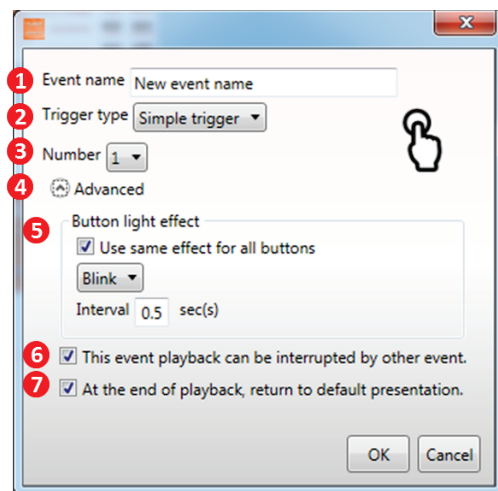 x
1 Event name New event name
2 Trigger type Simple trigger
3 Number 1
4 Advanced
5 Button light effect
Use same effect for all buttons
Blink
Interval 0.5 sec(s)
6 This event playback can be interrupted by other event.
7 At the end of playback, return to default presentation.
OK Cancel